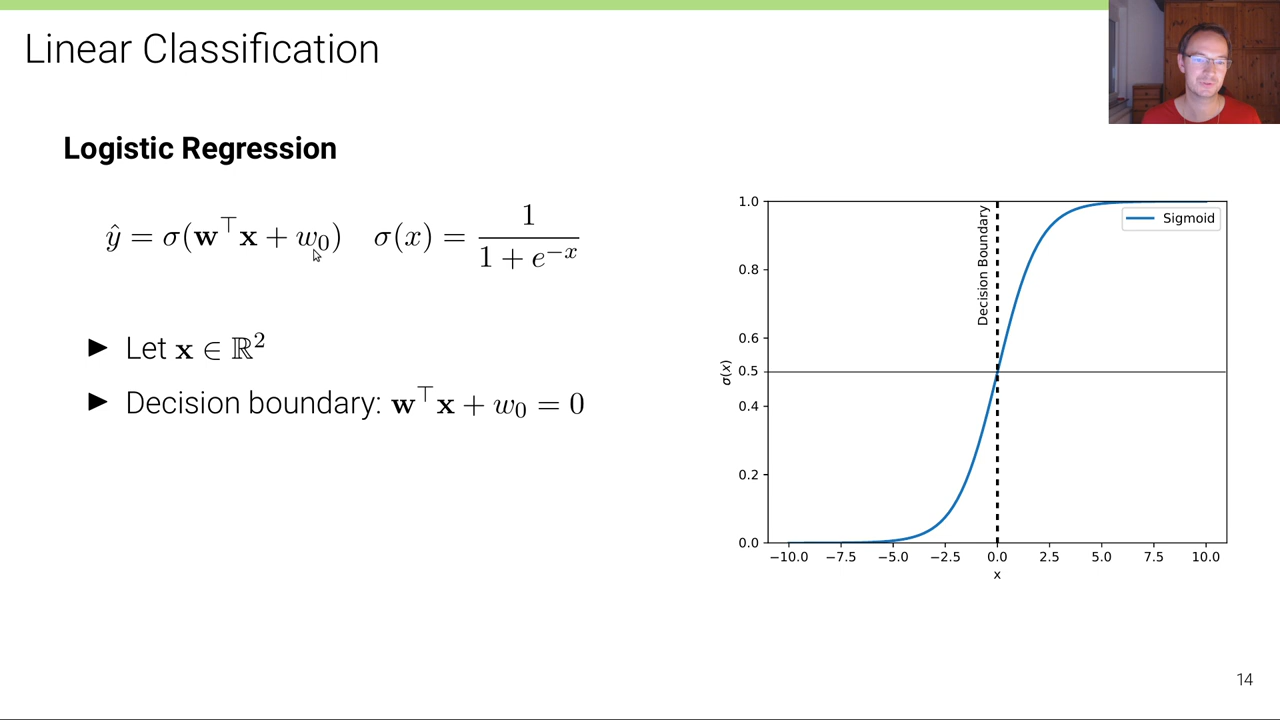 Linear Classification
Logistic Regression
ŷ = σ(w⊤x + w₀)   σ(x) = 1 / (1 + e⁻ˣ)
► Let x ∈ ℝ²
► Decision boundary: w⊤x + w₀ = 0
1.0
0.8
0.6
0.5
0.4
0.2
0.0
σ(x)
Decision Boundary
Sigmoid
−10.0 −7.5 −5.0 −2.5 0.0 2.5 5.0 7.5 10.0
x
14